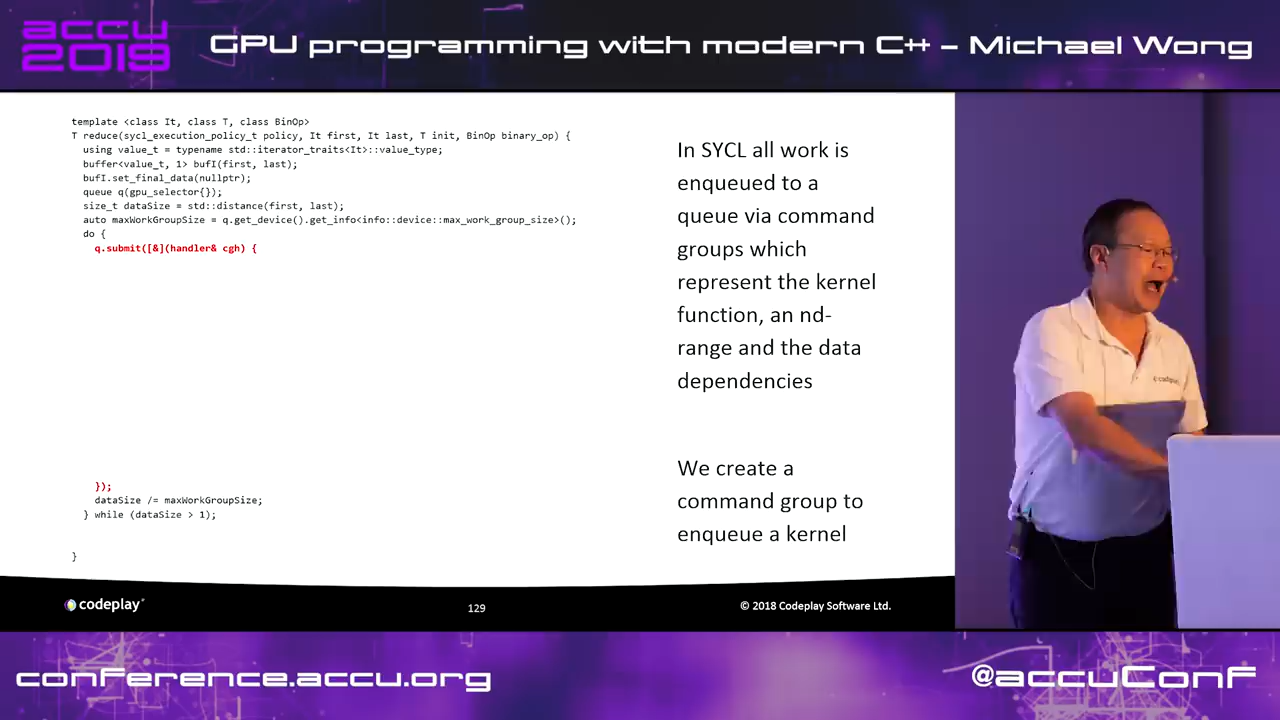 accu
2019
GPU programming with modern C++ – Michael Wong
template <class It, class T, class BinOp>
T reduce(sycl_execution_policy_t policy, It first, It last, T init, BinOp binary_op) {
using value_t = typename std::iterator_traits<It>::value_type;
buffer<value_t, 1> bufI(first, last);
bufI.set_final_data(nullptr);
queue q(gpu_selector{});
size_t dataSize = std::distance(first, last);
auto maxWorkGroupSize = q.get_device().get_info<info::device::max_work_group_size>();
do {
q.submit([&](handler& cgh) {
});
dataSize /= maxWorkGroupSize;
} while (dataSize > 1);
}
In SYCL all work is
enqueued to a
queue via command
groups which
represent the kernel
function, an nd-
range and the data
dependencies
We create a
command group to
enqueue a kernel
codeplay
codeplay
129
© 2018 Codeplay Software Ltd.
conference.accu.org
@accuConf